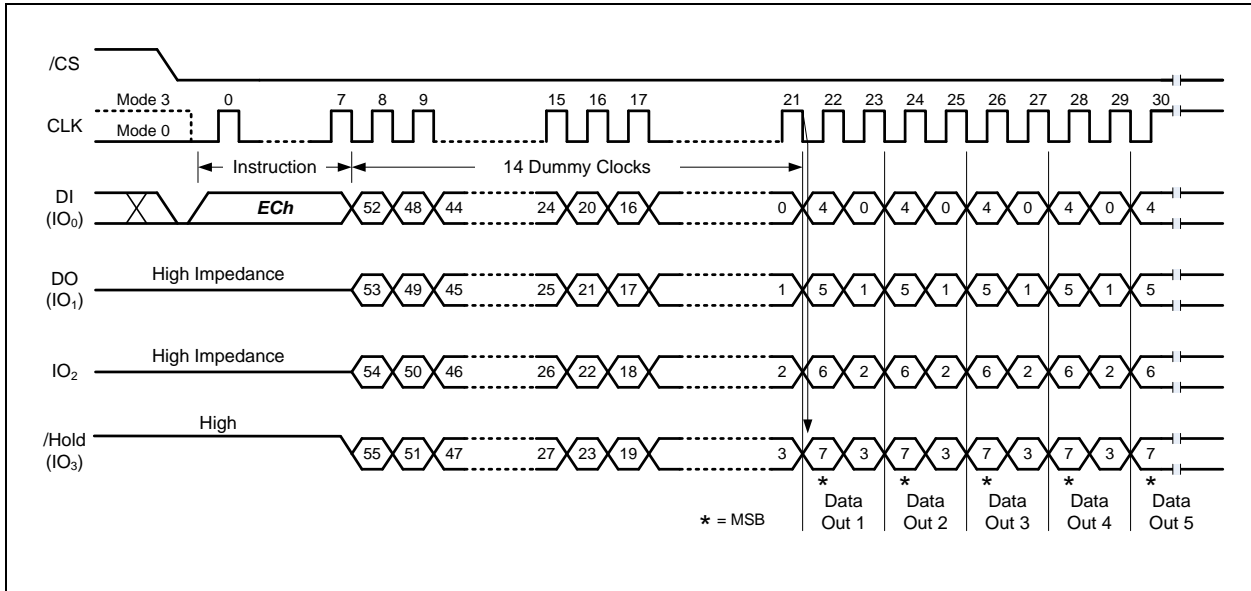 /CS
Mode 3 0 7 8 9 15 16 17 21 22 23 24 25 26 27 28 29 30
CLK
Mode 0
Instruction 14 Dummy Clocks
DI
(IO0)
ECh 52 48 44 24 20 16 0 4 0 4 0 4 0 4 0 4
DO
(IO1)
High Impedance 53 49 45 25 21 17 1 5 1 5 1 5 1 5 1 5
IO2
High Impedance 54 50 46 26 22 18 2 6 2 6 2 6 2 6 2 6
/Hold
(IO3)
High 55 51 47 27 23 19 3 7 3 7 3 7 3 7 3 7
* * * * *
* = MSB
Data Out 1
Data Out 2
Data Out 3
Data Out 4
Data Out 5